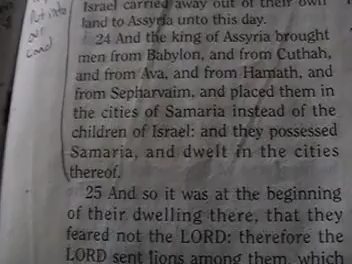 Put into
our
Israel carried away out of their own
land to Assyria unto this day.
24 And the king of Assyria brought
men from Babylon, and from Cuthah,
and from Ava, and from Hamath, and
from Sepharvaim, and placed them in
the cities of Samaria instead of the
children of Israel: and they possessed
Samaria, and dwelt in the cities
thereof.
25 And so it was at the beginning
of their dwelling there, that they
feared not the LORD: therefore the
LORD sent lions among them, which